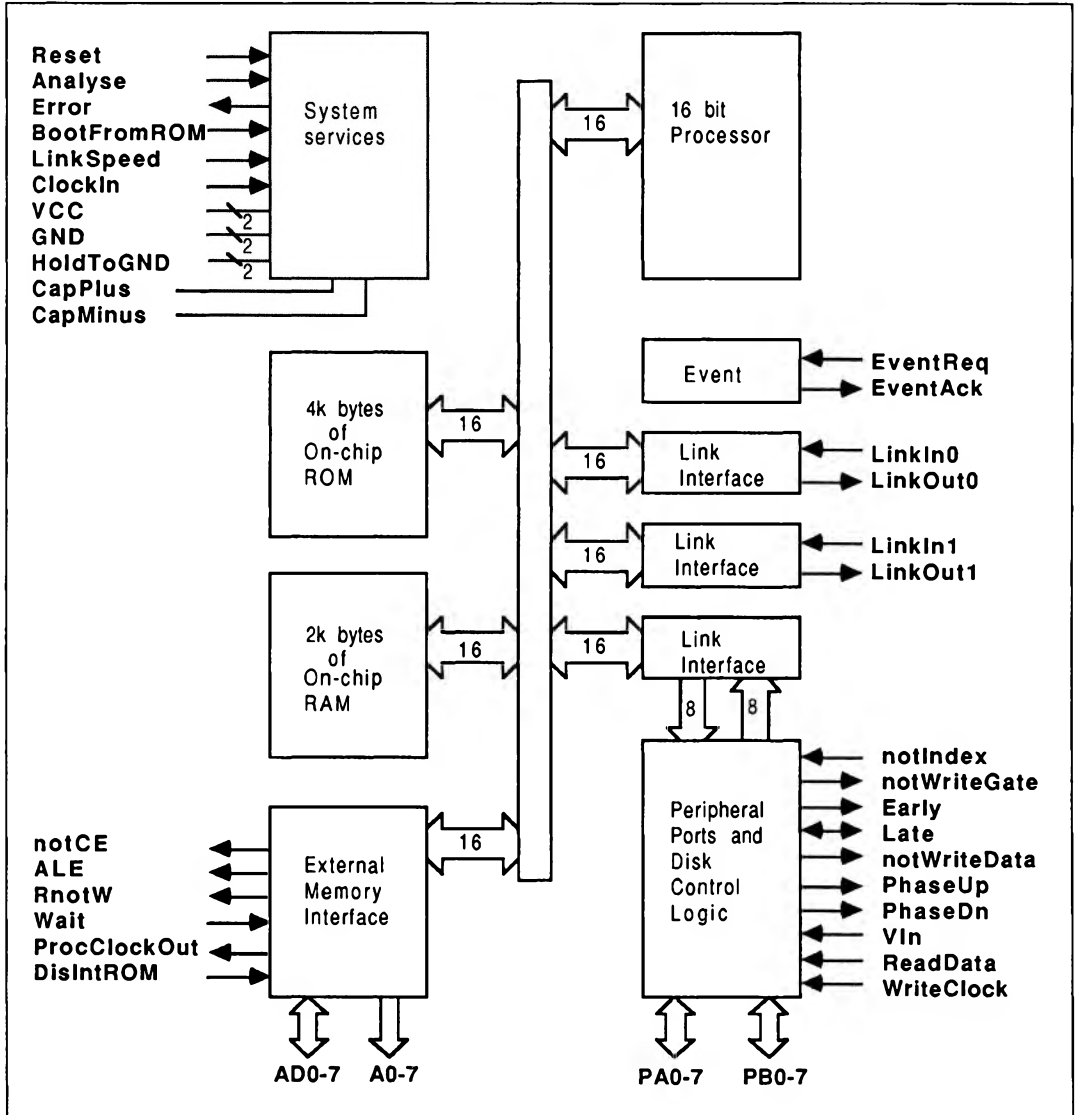 Reset
Analyse
Error
BootFromROM
LinkSpeed
ClockIn
VCC
2
GND
2
HoldToGND
2
CapPlus
CapMinus
System
services
16
16 bit
Processor
Event
EventReq
EventAck
4k bytes
of
On-chip
ROM
16
16
Link
Interface
LinkIn0
LinkOut0
16
Link
Interface
LinkIn1
LinkOut1
2k bytes
of
On-chip
RAM
16
16
Link
Interface
8
8
notCE
ALE
RnotW
Wait
ProcClockOut
DisIntROM
External
Memory
Interface
16
Peripheral
Ports and
Disk
Control
Logic
notIndex
notWriteGate
Early
Late
notWriteData
PhaseUp
PhaseDn
VIn
ReadData
WriteClock
AD0-7
A0-7
PA0-7
PB0-7